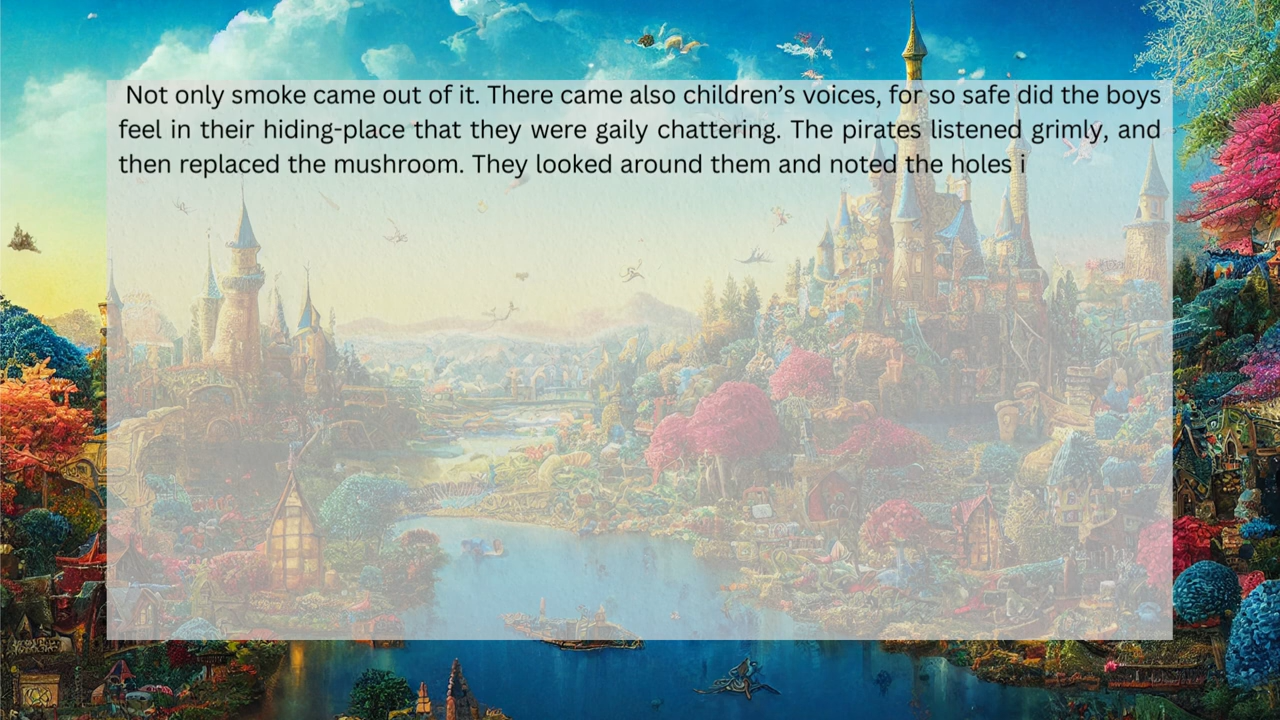 Not only smoke came out of it. There came also children’s voices, for so safe did the boys
feel in their hiding-place that they were gaily chattering. The pirates listened grimly, and
then replaced the mushroom. They looked around them and noted the holes i